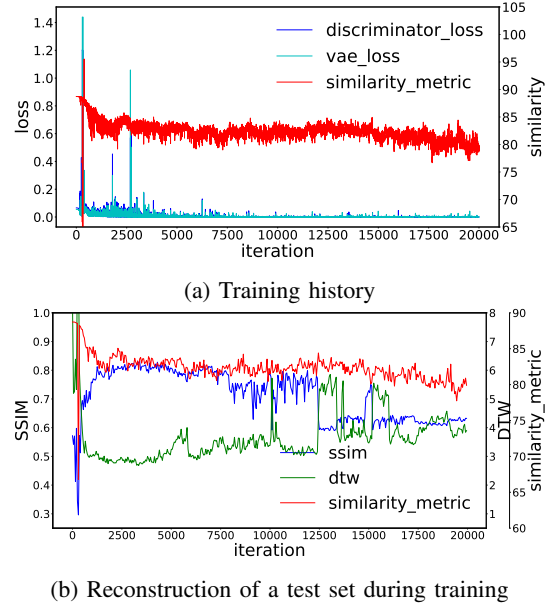 discriminator_loss
vae_loss
similarity_metric
loss
1.4
1.2
1.0
0.8
0.6
0.4
0.2
0.0
105
100
95
90
85
80
75
70
65
similarity_metric
0 2500 5000 7500 10000 12500 15000 17500 20000
iteration
(a) Training history
SSIM
1.0
0.9
0.8
0.7
0.6
0.5
0.4
0.3
8
7
6
5
4
3
2
1
DTW
90
85
80
75
70
65
60
similarity_metric
ssim
dtw
similarity_metric
0 2500 5000 7500 10000 12500 15000 17500 20000
iteration
(b) Reconstruction of a test set during training